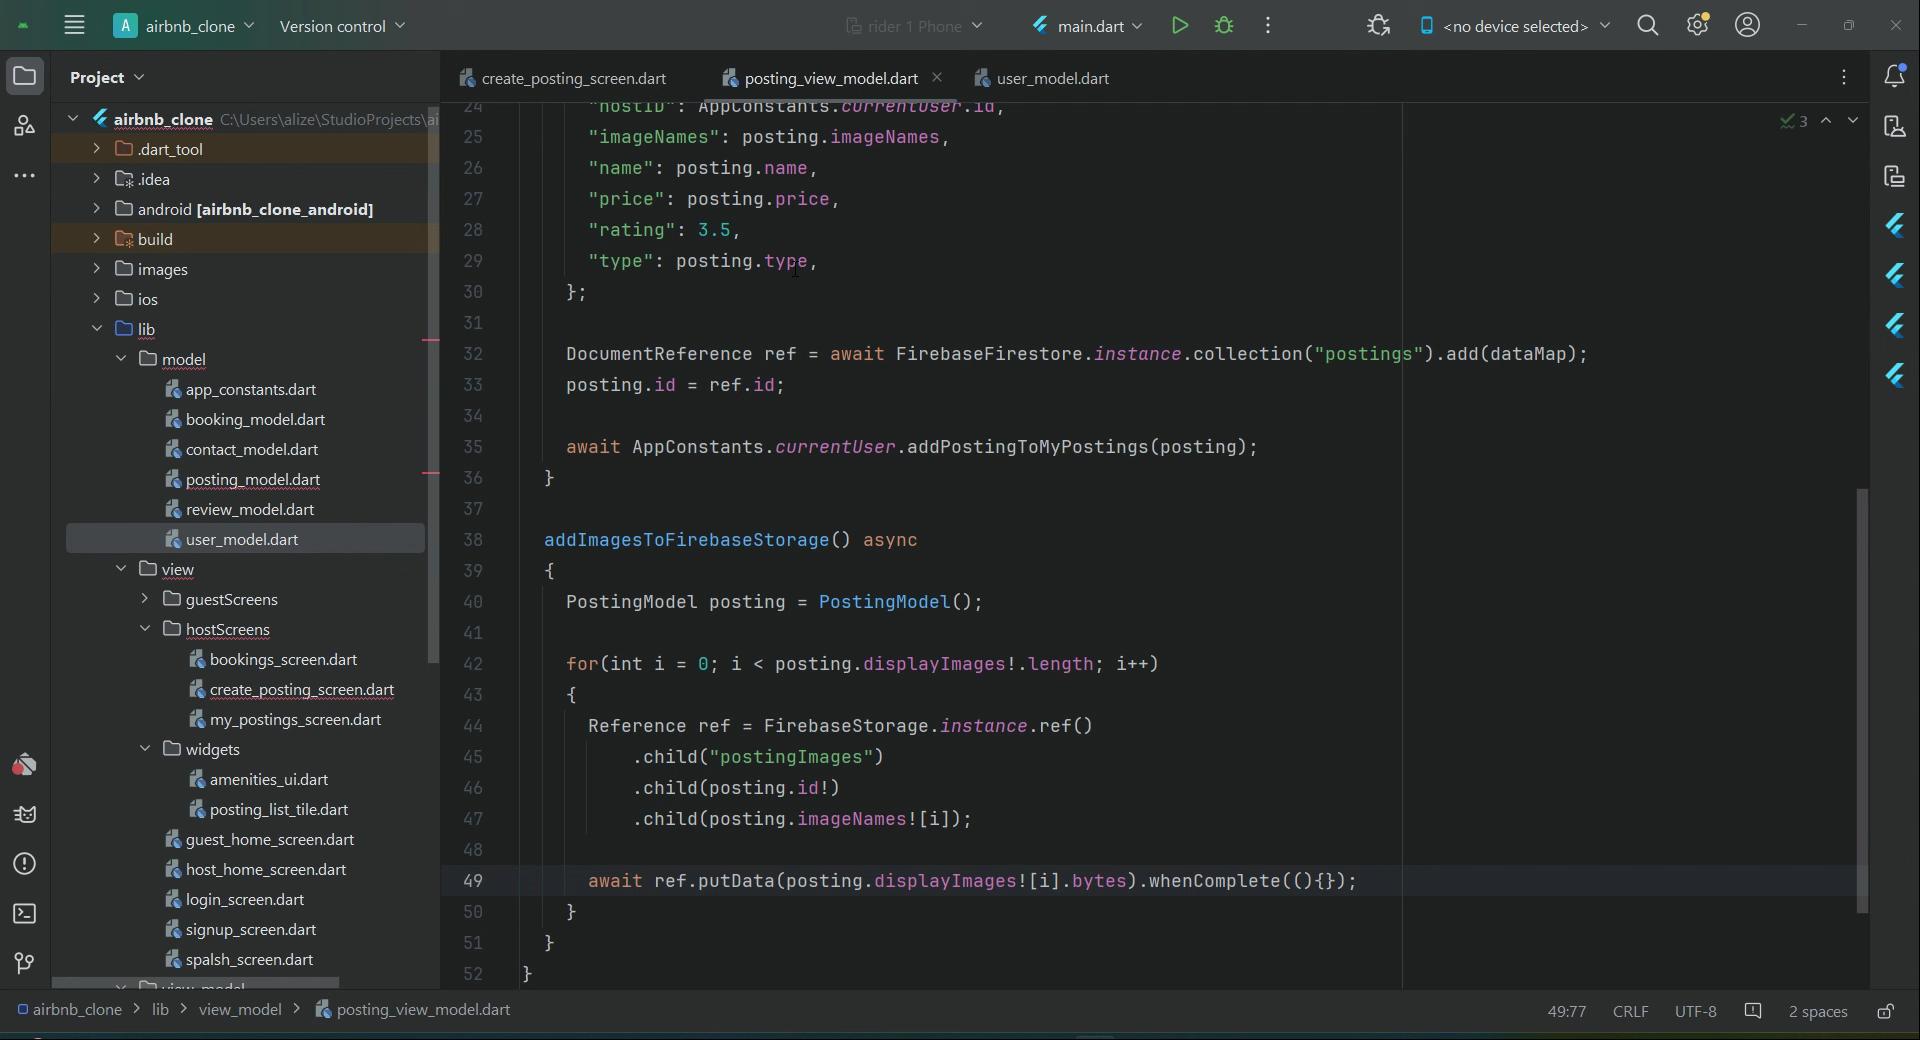 A airbnb_clone Version control rider 1 Phone main.dart <no device selected>
Project
create_posting_screen.dart posting_view_model.dart user_model.dart
airbnb_clone C:\Users\alize\StudioProjects\ai
.dart_tool
.idea
android [airbnb_clone_android]
build
images
ios
lib
model
app_constants.dart
booking_model.dart
contact_model.dart
posting_model.dart
review_model.dart
user_model.dart
view
guestScreens
hostScreens
bookings_screen.dart
create_posting_screen.dart
my_postings_screen.dart
widgets
amenities_ui.dart
posting_list_tile.dart
guest_home_screen.dart
host_home_screen.dart
login_screen.dart
signup_screen.dart
spalsh_screen.dart
view_model
3
24 "hostID": AppConstants.currentUser.id,
25 "imageNames": posting.imageNames,
26 "name": posting.name,
27 "price": posting.price,
28 "rating": 3.5,
29 "type": posting.type,
30 };
31
32 DocumentReference ref = await FirebaseFirestore.instance.collection("postings").add(dataMap);
33 posting.id = ref.id;
34
35 await AppConstants.currentUser.addPostingToMyPostings(posting);
36 }
37
38 addImagesToFirebaseStorage() async
39 {
40 PostingModel posting = PostingModel();
41
42 for(int i = 0; i < posting.displayImages!.length; i++)
43 {
44 Reference ref = FirebaseStorage.instance.ref()
45 .child("postingImages")
46 .child(posting.id!)
47 .child(posting.imageNames![i]);
48
49 await ref.putData(posting.displayImages![i].bytes).whenComplete((){});
50 }
51 }
52 }
airbnb_clone > lib > view_model > posting_view_model.dart 49:77 CRLF UTF-8 2 spaces